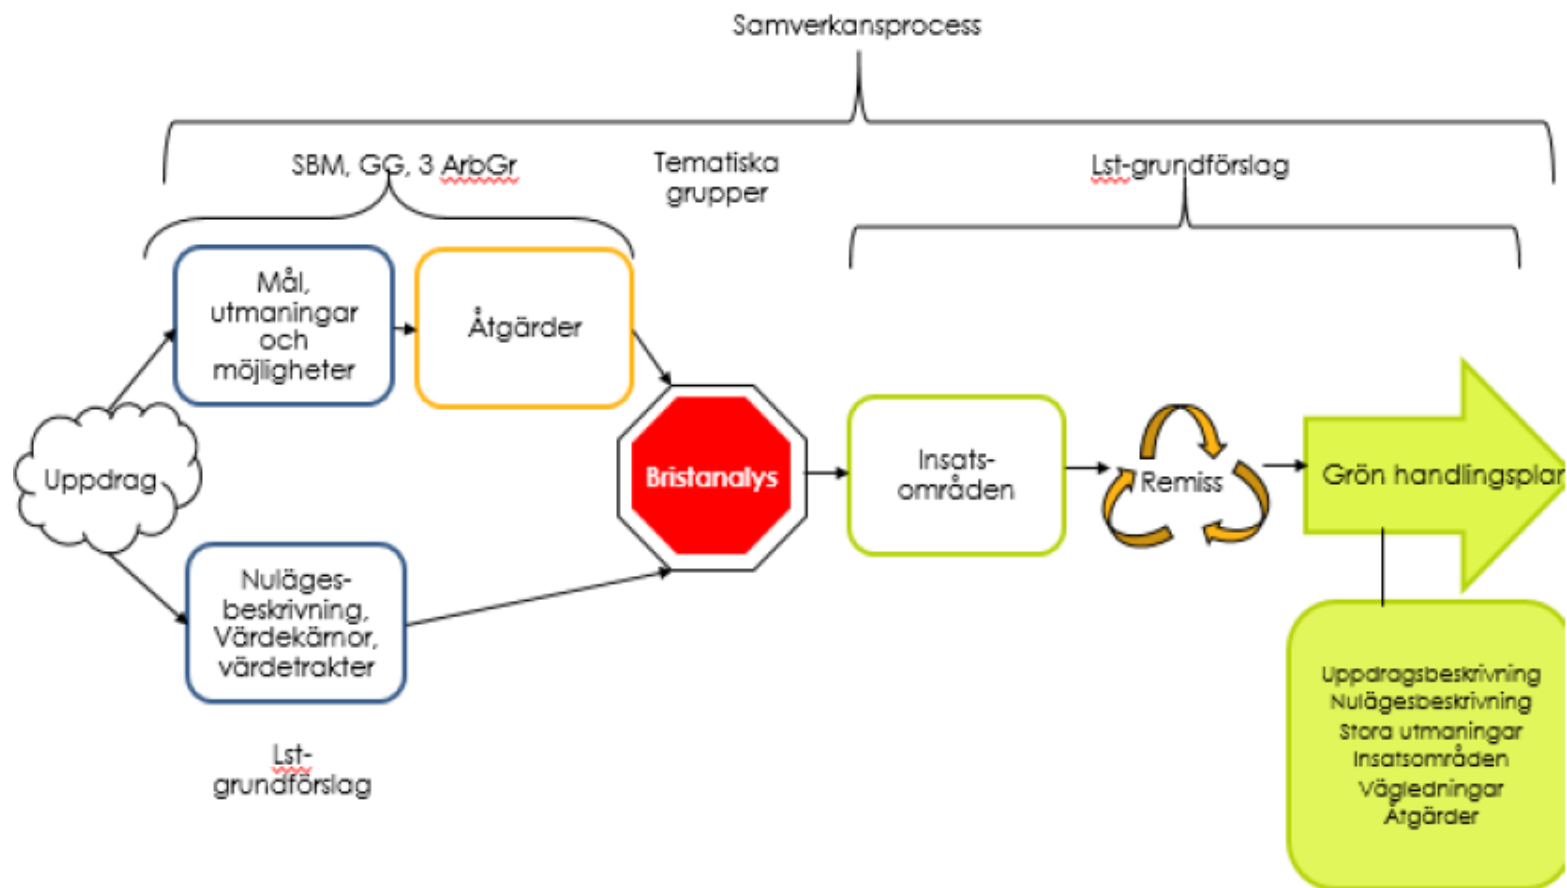 Samverkansprocess
SBM, GG, 3 ArbGr
Tematiska
grupper
Lst-grundförslag
Mål,
utmaningar
och
möjligheter
Åtgärder
Uppdrag
Bristanalys
Insats-
områden
Remiss
Grön handlingsplan
Nuläges-
beskrivning,
Värdekärnor,
värdetrakter
Lst-
grundförslag
Uppdragsbeskrivning
Nulägesbeskrivning
Stora utmaningar
Insatsområden
Vägledningar
Åtgärder